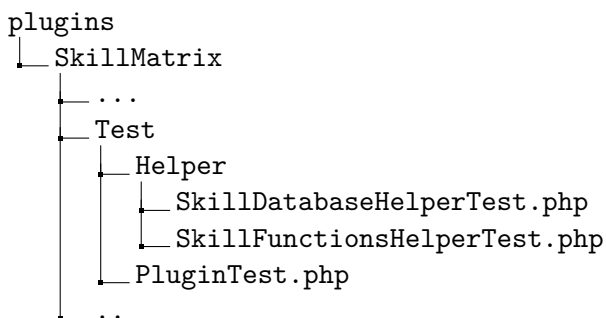 plugins
SkillMatrix
...
Test
Helper
SkillDatabaseHelperTest.php
SkillFunctionsHelperTest.php
PluginTest.php
..